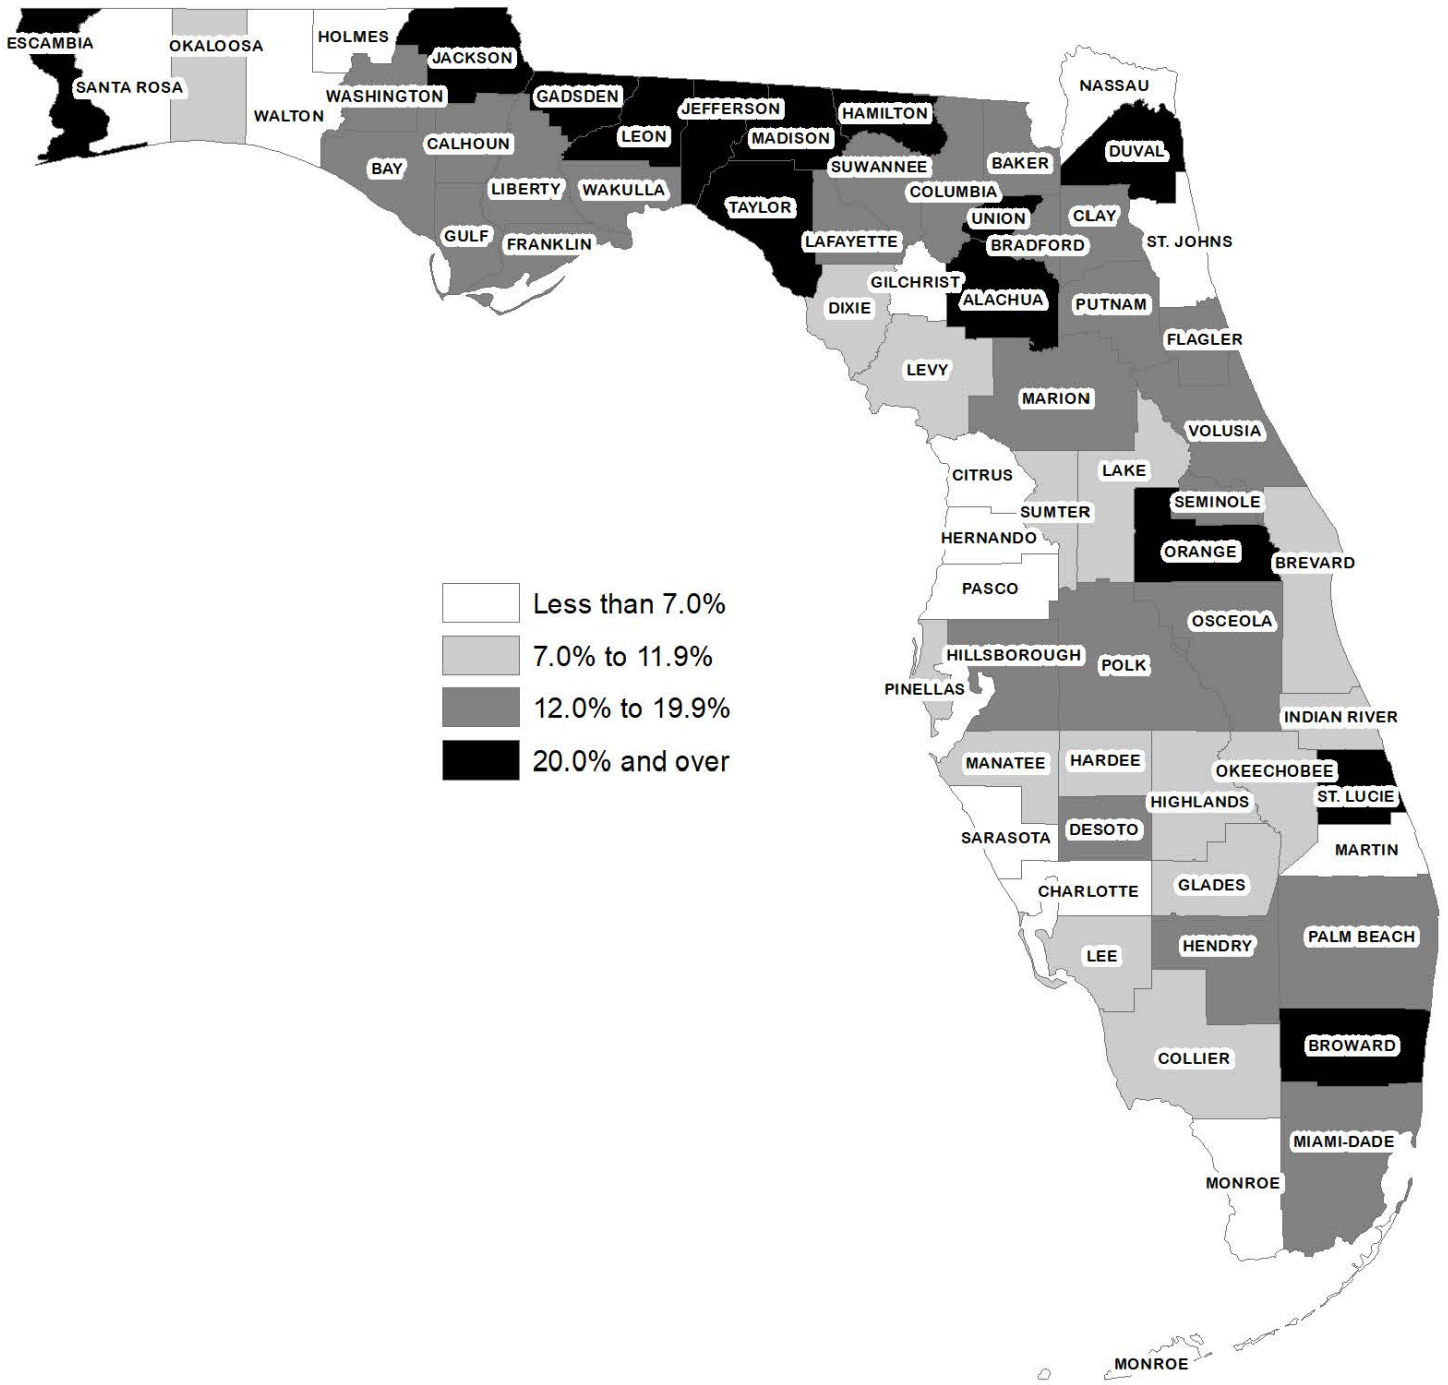 ESCAMBIA
SANTA ROSA
OKALOOSA
WALTON
HOLMES
JACKSON
WASHINGTON
BAY
CALHOUN
GULF
LIBERTY
FRANKLIN
GADSDEN
LEON
WAKULLA
JEFFERSON
MADISON
TAYLOR
HAMILTON
SUWANNEE
LAFAYETTE
COLUMBIA
BAKER
NASSAU
DUVAL
UNION
BRADFORD
CLAY
ST. JOHNS
GILCHRIST
DIXIE
ALACHUA
PUTNAM
FLAGLER
LEVY
MARION
VOLUSIA
CITRUS
SUMTER
LAKE
SEMINOLE
HERNANDO
ORANGE
BREVARD
PASCO
OSCEOLA
PINELLAS
HILLSBOROUGH
POLK
INDIAN RIVER
MANATEE
HARDEE
HIGHLANDS
OKEECHOBEE
ST. LUCIE
SARASOTA
DESOTO
MARTIN
CHARLOTTE
GLADES
LEE
HENDRY
PALM BEACH
COLLIER
BROWARD
MIAMI-DADE
MONROE
MONROE
Less than 7.0%
7.0% to 11.9%
12.0% to 19.9%
20.0% and over